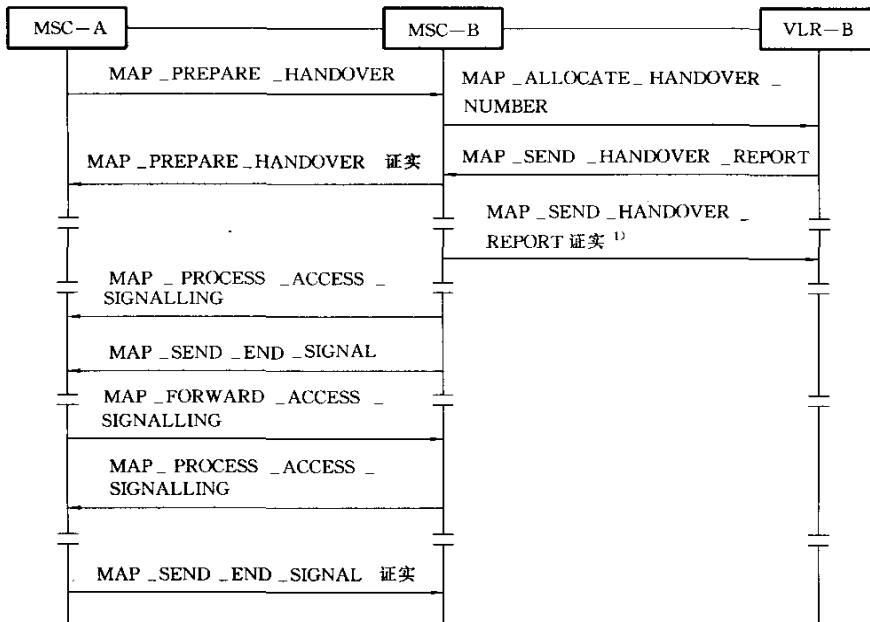 MSC—A
MSC—B
VLR—B
MAP_PREPARE_HANDOVER
MAP_ALLOCATE_HANDOVER_
NUMBER
MAP_PREPARE_HANDOVER 证实
MAP_SEND_HANDOVER_REPORT
MAP_SEND_HANDOVER_
REPORT 证实 1)
MAP_PROCESS_ACCESS_
SIGNALLING
MAP_SEND_END_SIGNAL
MAP_FORWARD_ACCESS_
SIGNALLING
MAP_PROCESS_ACCESS_
SIGNALLING
MAP_SEND_END_SIGNAL 证实